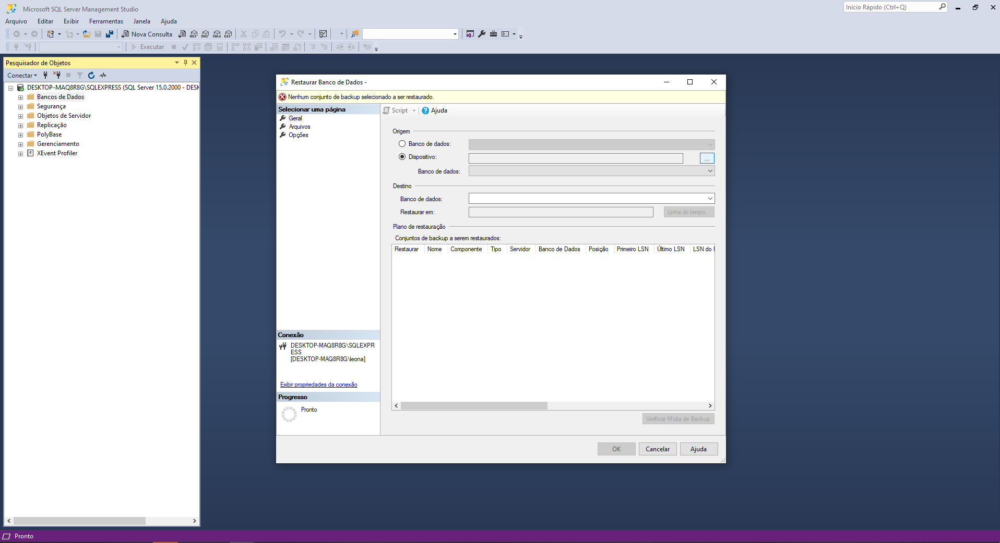 Microsoft SQL Server Management Studio
Início Rápido (Ctrl+Q)
Arquivo Editar Exibir Ferramentas Janela Ajuda
Nova Consulta MDX DMX XMLA DAX
Executar
Pesquisador de Objetos
Conectar
DESKTOP-MAQ8R8G\SQLEXPRESS (SQL Server 15.0.2000 - DESK
Bancos de Dados
Segurança
Objetos de Servidor
Replicação
PolyBase
Gerenciamento
XEvent Profiler
Restaurar Banco de Dados -
Nenhum conjunto de backup selecionado a ser restaurado.
Selecionar uma página
Geral
Arquivos
Opções
Script Ajuda
Origem
Banco de dados:
Dispositivo:
...
Banco de dados:
Destino
Banco de dados:
Restaurar em:
Linha do tempo...
Plano de restauração
Conjuntos de backup a serem restaurados:
Restaurar Nome Componente Tipo Servidor Banco de Dados Posição Primeiro LSN Último LSN LSN do
Conexão
DESKTOP-MAQ8R8G\SQLEXPR
ESS
[DESKTOP-MAQ8R8G\leona]
Exibir propriedades da conexão
Progresso
Pronto
Verificar Mídia de Backup
OK Cancelar Ajuda
Pronto